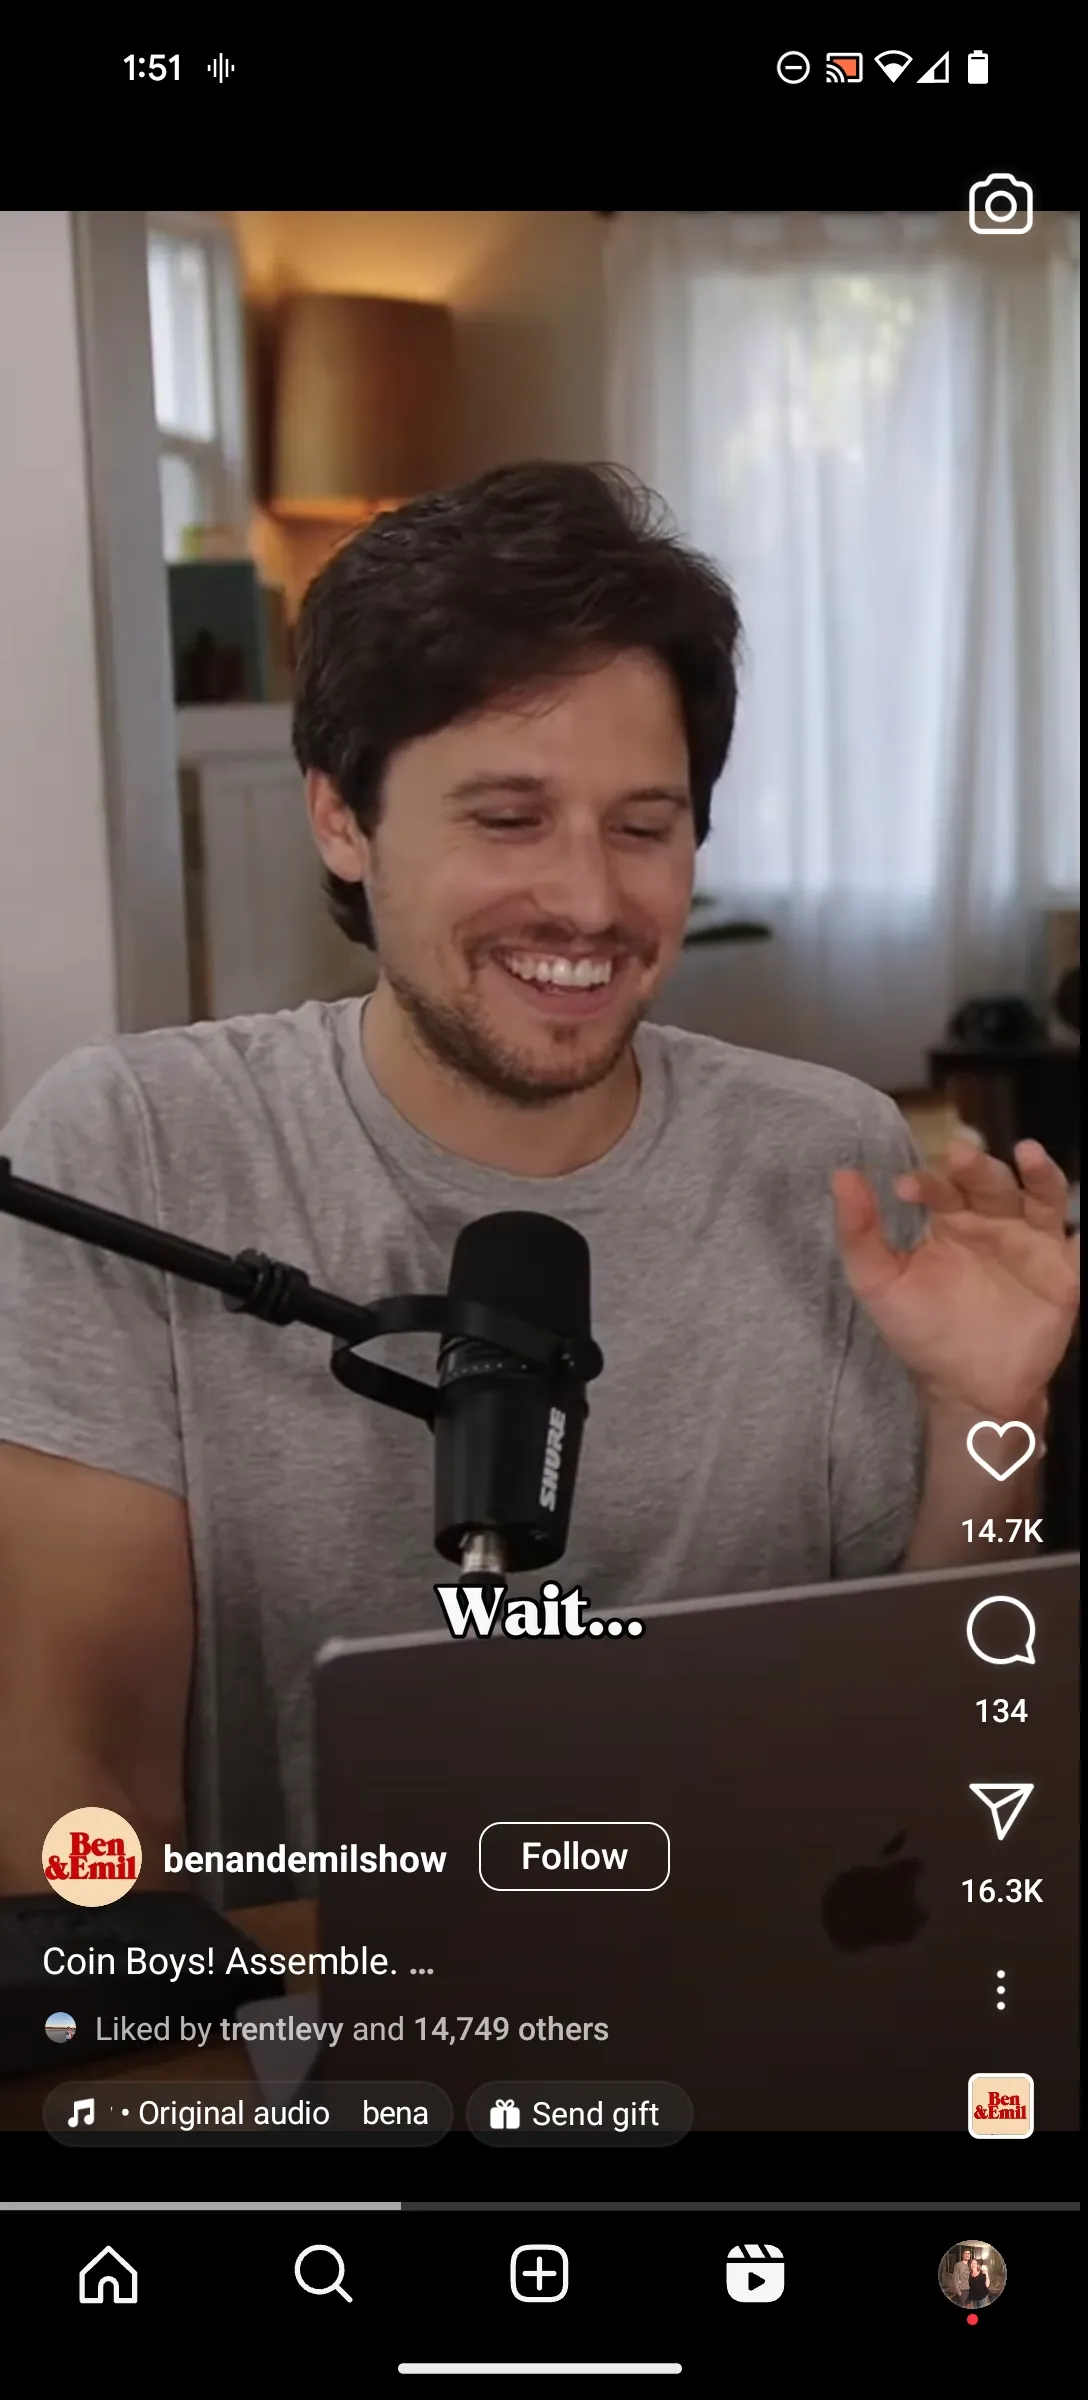 1:51
SHURE
Wait...
14.7K
134
16.3K
Ben
&Emil
benandemilshow
Follow
Coin Boys! Assemble. ...
Liked by trentlevy and 14,749 others
• Original audio bena
Send gift
Ben
&Emil